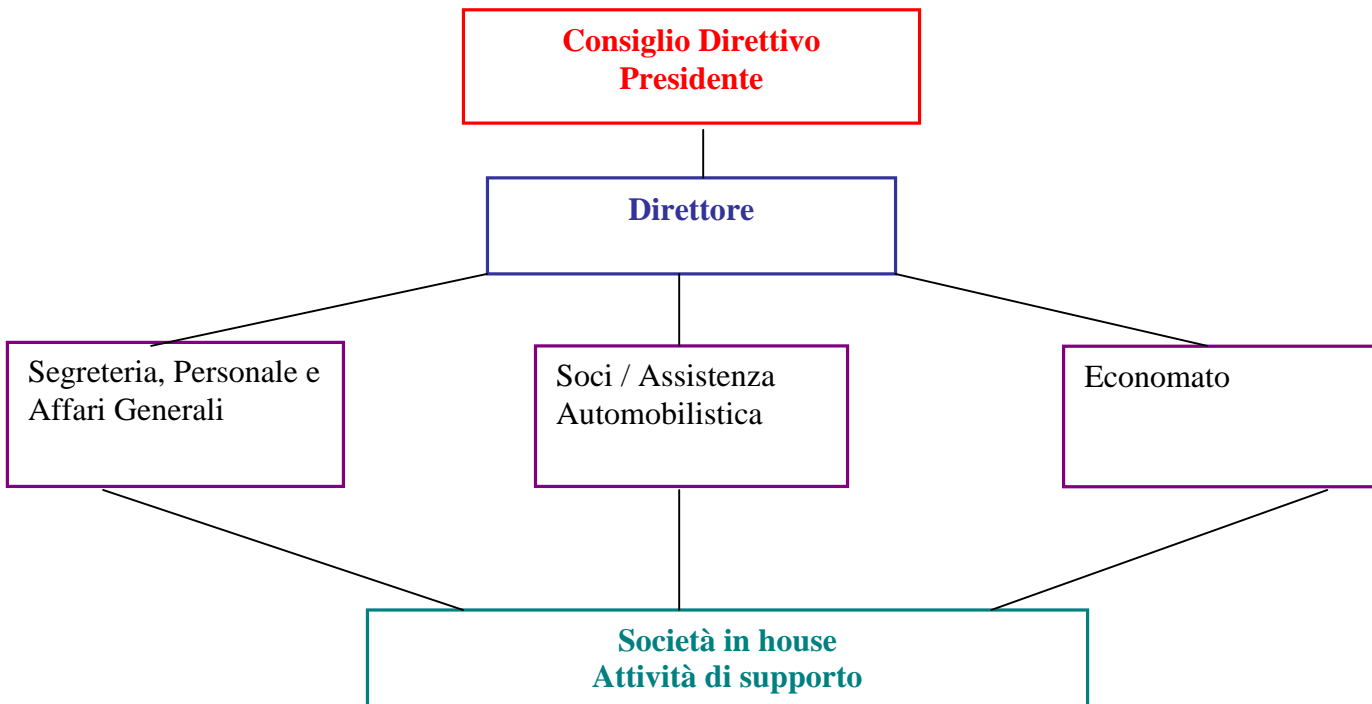 Consiglio Direttivo
Presidente
Direttore
Segreteria, Personale e
Affari Generali
Soci / Assistenza
Automobilistica
Economato
Società in house
Attività di supporto